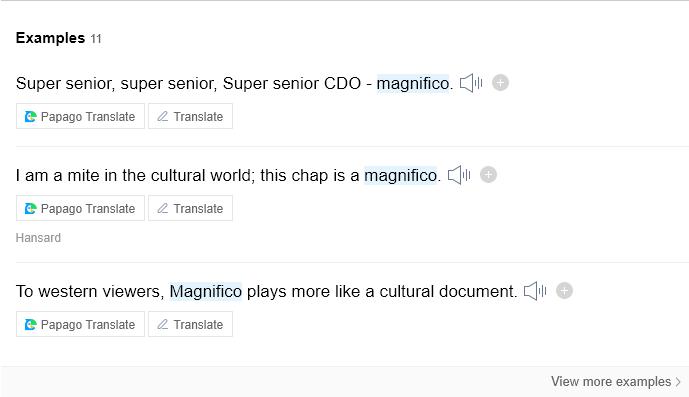 Examples 11
Super senior, super senior, Super senior CDO - magnifico.
Papago Translate Translate
I am a mite in the cultural world; this chap is a magnifico.
Papago Translate Translate
Hansard
To western viewers, Magnifico plays more like a cultural document.
Papago Translate Translate
View more examples